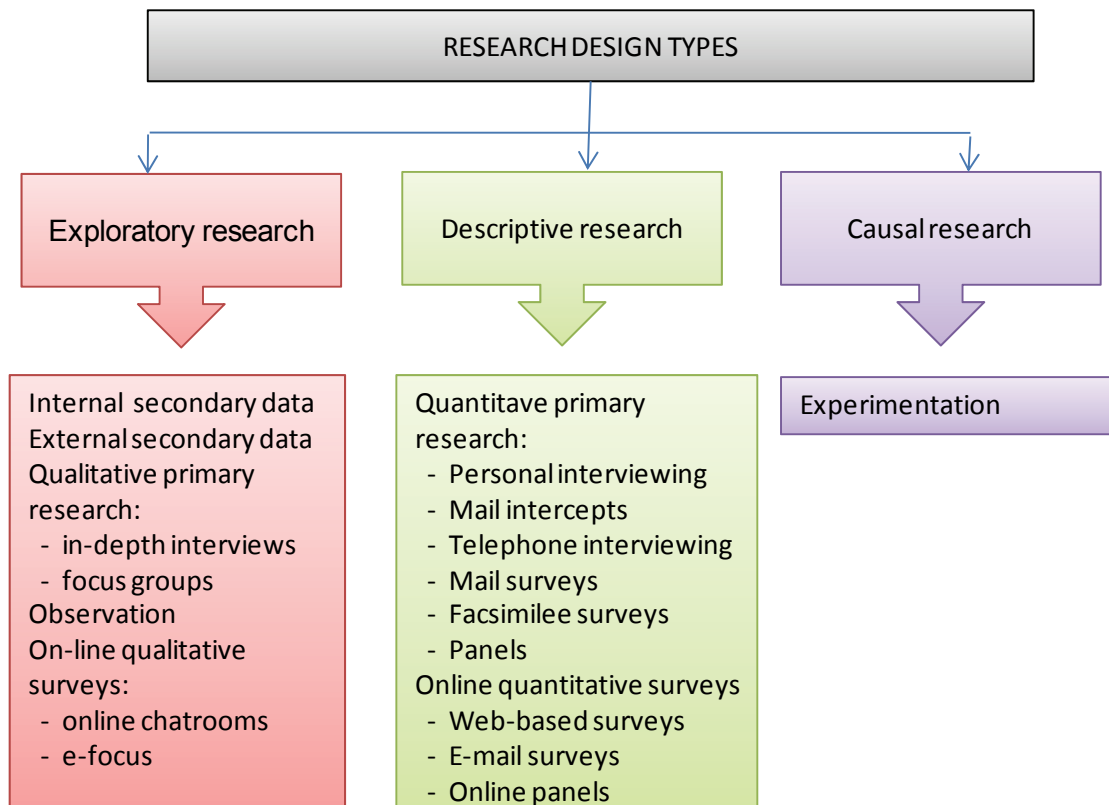 RESEARCH DESIGN TYPES
Exploratory research
Descriptive research
Causal research
Internal secondary data
External secondary data
Qualitative primary
research:
- in-depth interviews
- focus groups
Observation
On-line qualitative
surveys:
- online chatrooms
- e-focus
Quantitave primary
research:
- Personal interviewing
- Mail intercepts
- Telephone interviewing
- Mail surveys
- Facsimilee surveys
- Panels
Online quantitative surveys
- Web-based surveys
- E-mail surveys
- Online panels
Experimentation